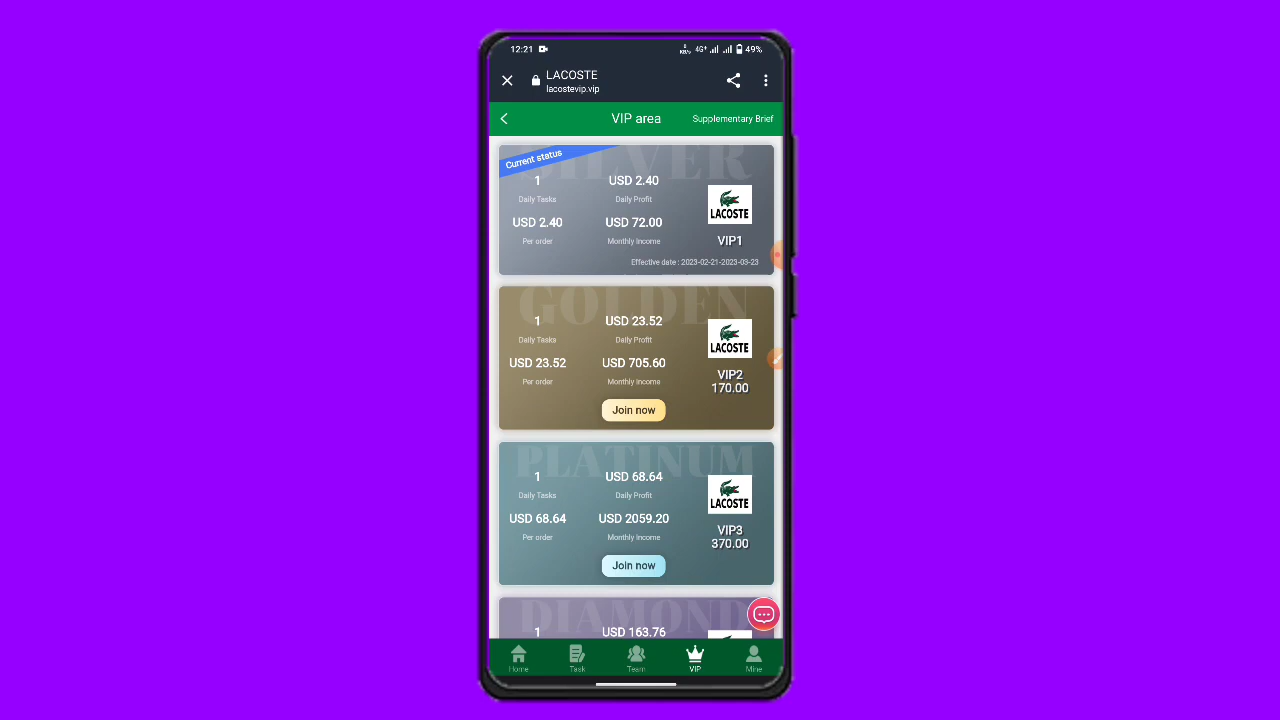 12:21
0 KB/s 4G+ 49%
LACOSTE
lacostevip.vip
VIP area
Supplementary Brief
SILVER
Current status
1
USD 2.40
Daily Tasks
Daily Profit
LACOSTE
USD 2.40
USD 72.00
Per order
Monthly Income
VIP1
Effective date : 2023-02-21-2023-03-23
GOLDEN
1
USD 23.52
Daily Tasks
Daily Profit
LACOSTE
USD 23.52
USD 705.60
Per order
Monthly Income
VIP2
170.00
Join now
PLATINUM
1
USD 68.64
Daily Tasks
Daily Profit
LACOSTE
USD 68.64
USD 2059.20
Per order
Monthly Income
VIP3
370.00
Join now
DIAMOND
1
USD 163.76
Home
Task
Team
VIP
Mine